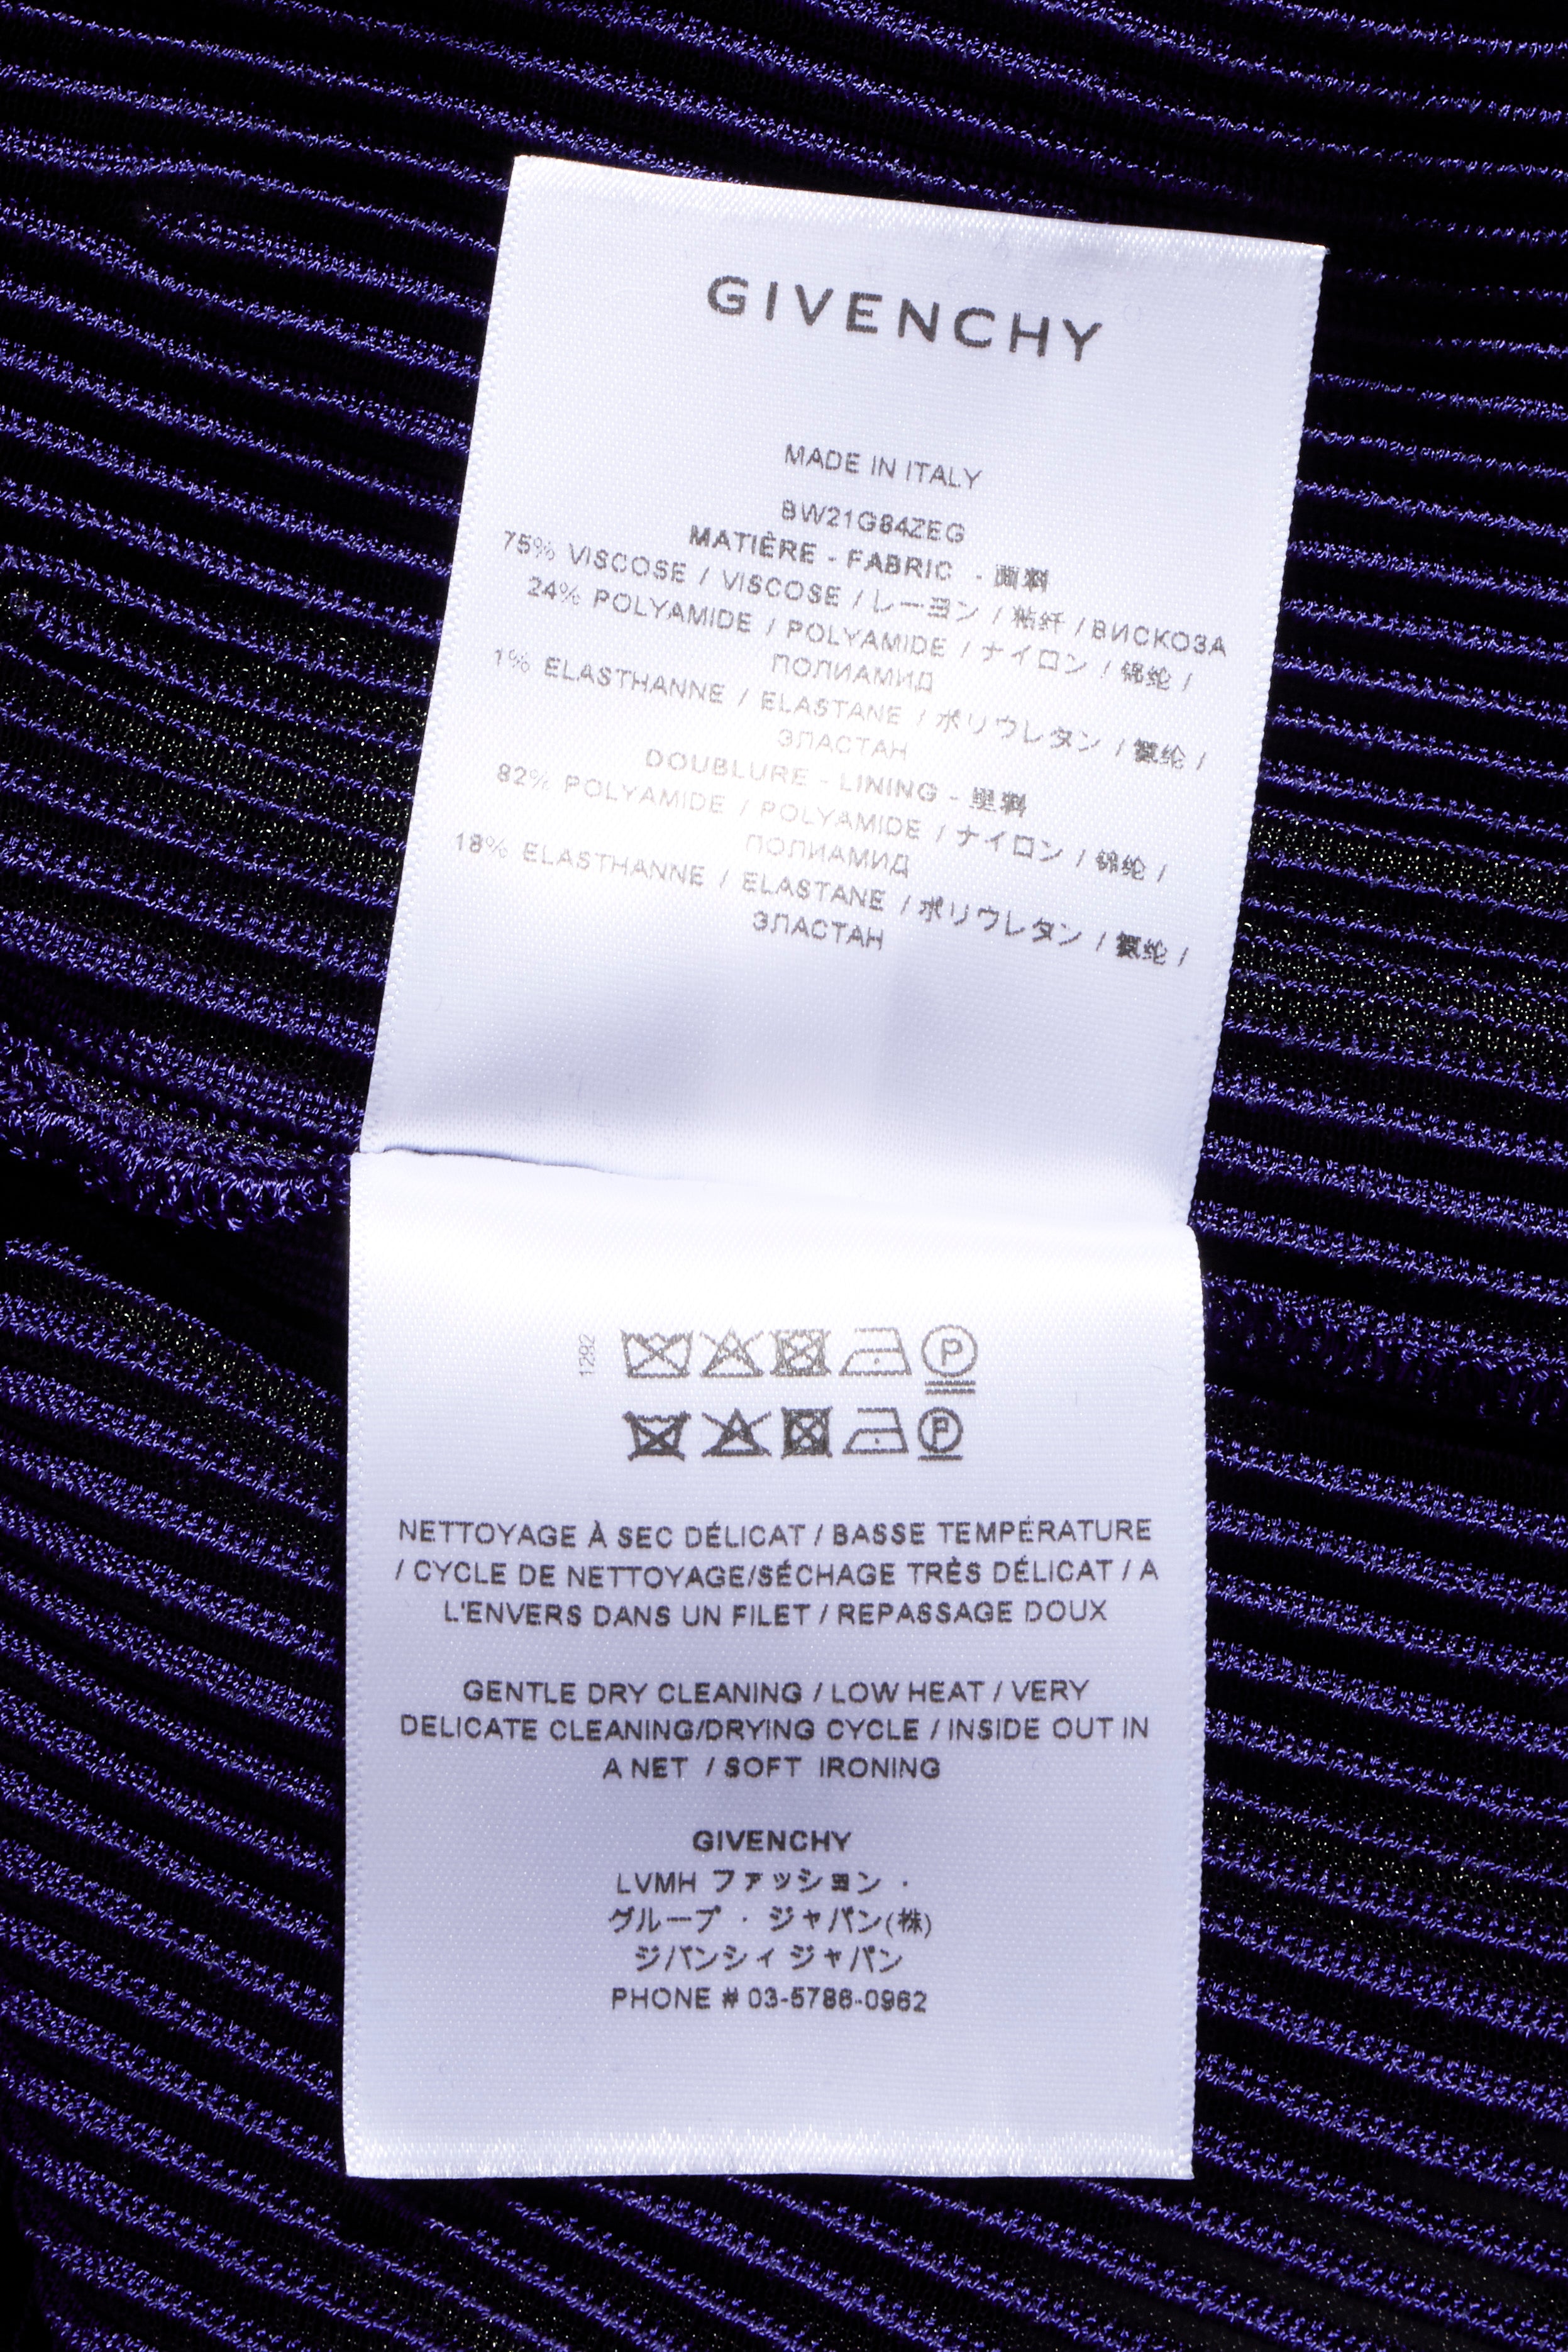 GIVENCHY
MADE IN ITALY
BW21G84ZEG
MATIÈRE - FABRIC - 面料
75% VISCOSE / VISCOSE / レーヨン / 粘纤 / ВИСКОЗА
24% POLYAMIDE / POLYAMIDE / ナイロン / 锦纶 /
ПОЛИАМИД
1% ELASTHANNE / ELASTANE / ポリウレタン / 氨纶 /
ЭЛАСТАН
DOUBLURE - LINING - 里料
82% POLYAMIDE / POLYAMIDE / ナイロン / 锦纶 /
ПОЛИАМИД
18% ELASTHANNE / ELASTANE / ポリウレタン / 氨纶 /
ЭЛАСТАН
1292
P
P
NETTOYAGE À SEC DÉLICAT / BASSE TEMPÉRATURE
/ CYCLE DE NETTOYAGE/SÉCHAGE TRÈS DÉLICAT / A
L'ENVERS DANS UN FILET / REPASSAGE DOUX
GENTLE DRY CLEANING / LOW HEAT / VERY
DELICATE CLEANING/DRYING CYCLE / INSIDE OUT IN
A NET / SOFT IRONING
GIVENCHY
LVMH ファッション ・
グループ ・ ジャパン(株)
ジバンシィ ジャパン
PHONE # 03-5786-0962